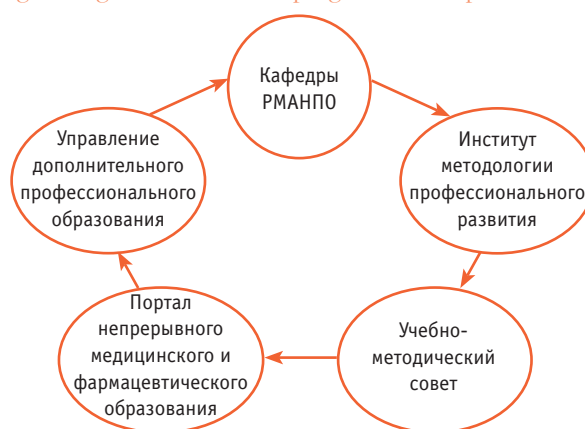 Кафедры
РМАНПО
Управление
дополнительного
профессионального
образования
Институт
методологии
профессионального
развития
Портал
непрерывного
медицинского и
фармацевтического
образования
Учебно-
методический
совет